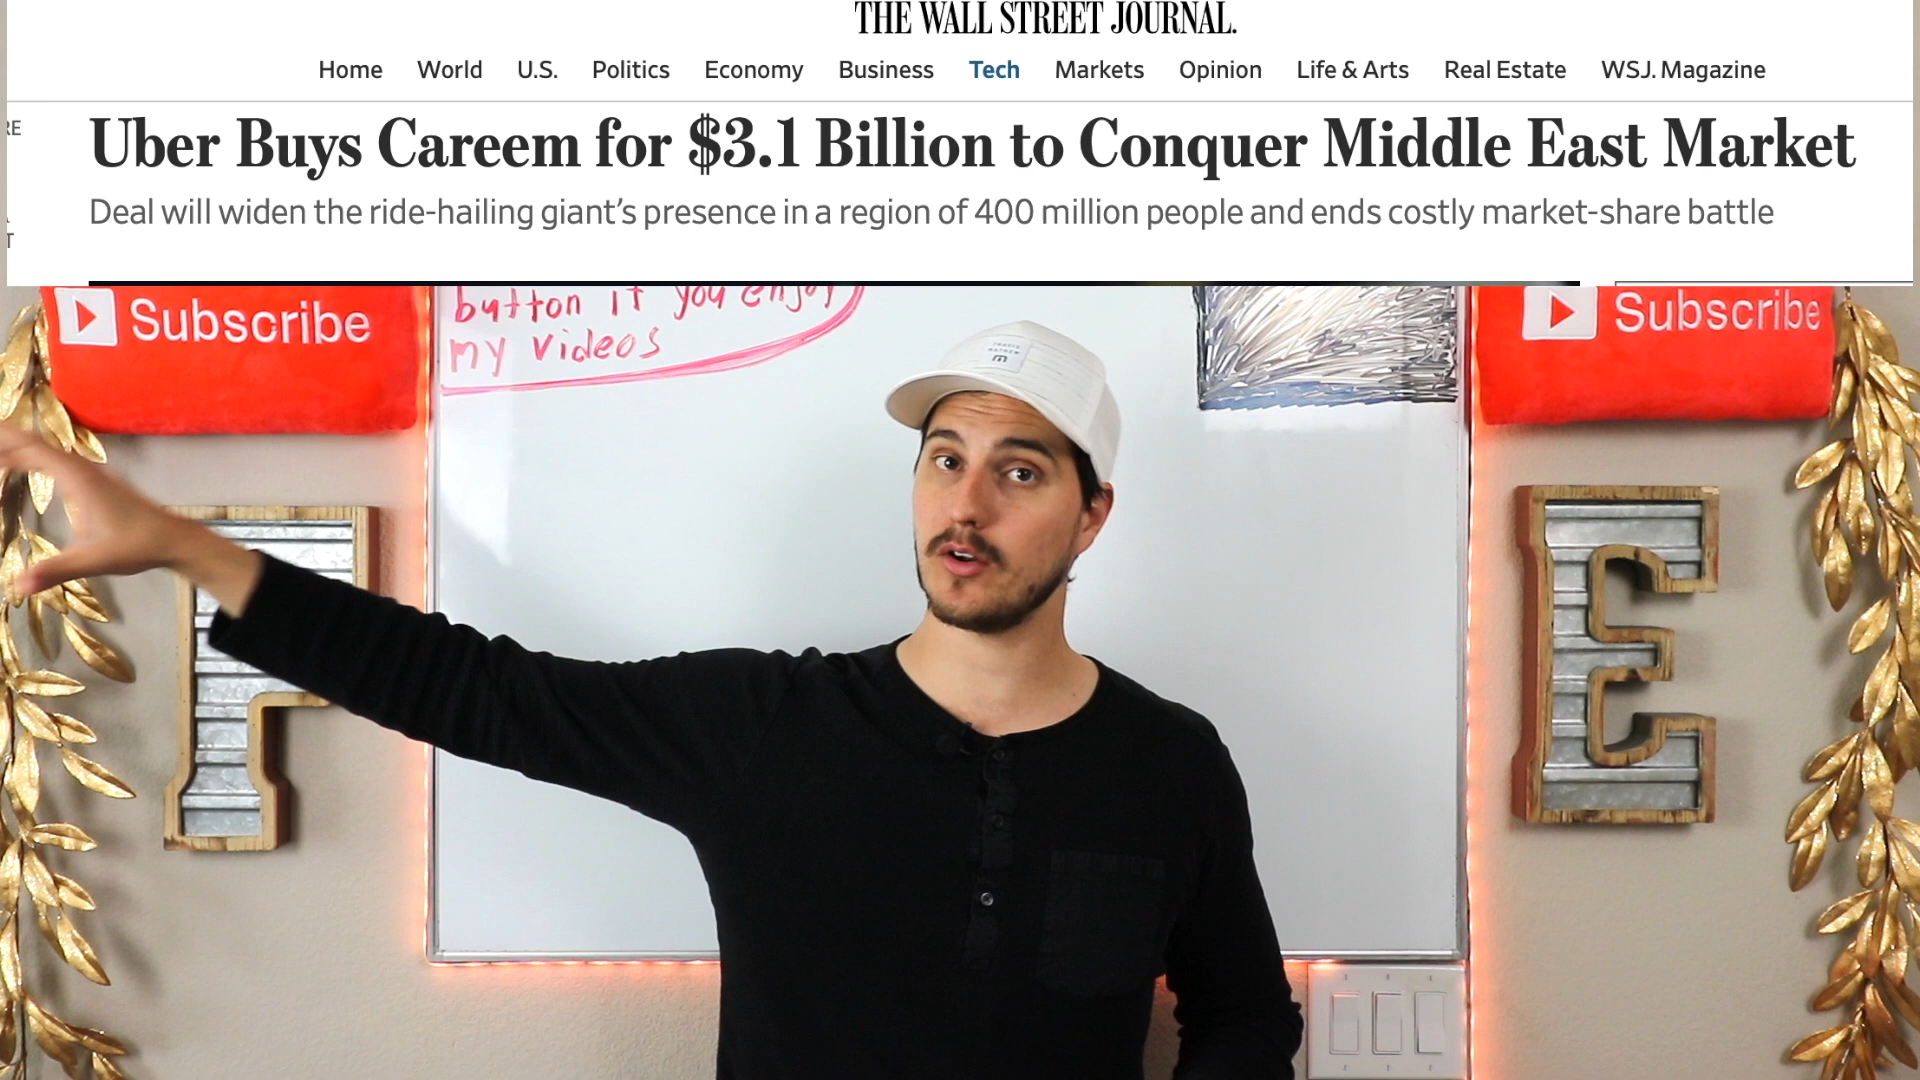 THE WALL STREET JOURNAL.
Home World U.S. Politics Economy Business Tech Markets Opinion Life & Arts Real Estate WSJ. Magazine
Uber Buys Careem for $3.1 Billion to Conquer Middle East Market
Deal will widen the ride-hailing giant's presence in a region of 400 million people and ends costly market-share battle
Subscribe
button if you enjoy
my videos
Subscribe
TRAVIS
MATHEW
E